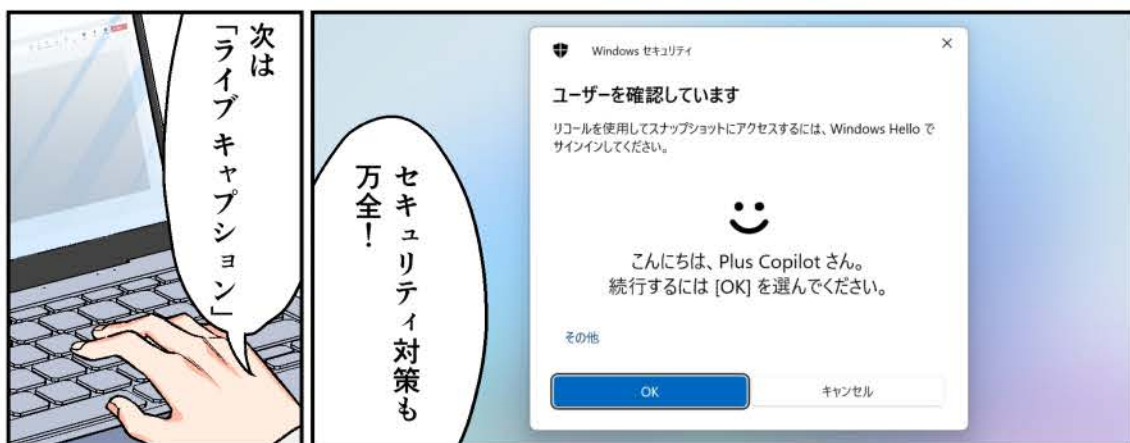 セキュリティ対策も
万全！
Windows セキュリティ
ユーザーを確認しています
リコールを使用してスナップショットにアクセスするには、Windows Hello で
サインインしてください。
こんにちは、Plus Copilot さん。
続行するには [OK] を選んでください。
その他
OK
キャンセル
次は
「ライブ キャプション」